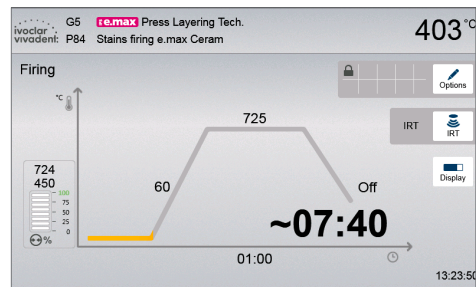 ivoclar
vivadent:
G5 e.max Press Layering Tech.
P84 Stains firing e.max Ceram
403°C
Firing
Options
°C
725
IRT
IRT
724
450
100
75
50
25
0
%
60
Off
Display
~07:40
01:00
13:23:50